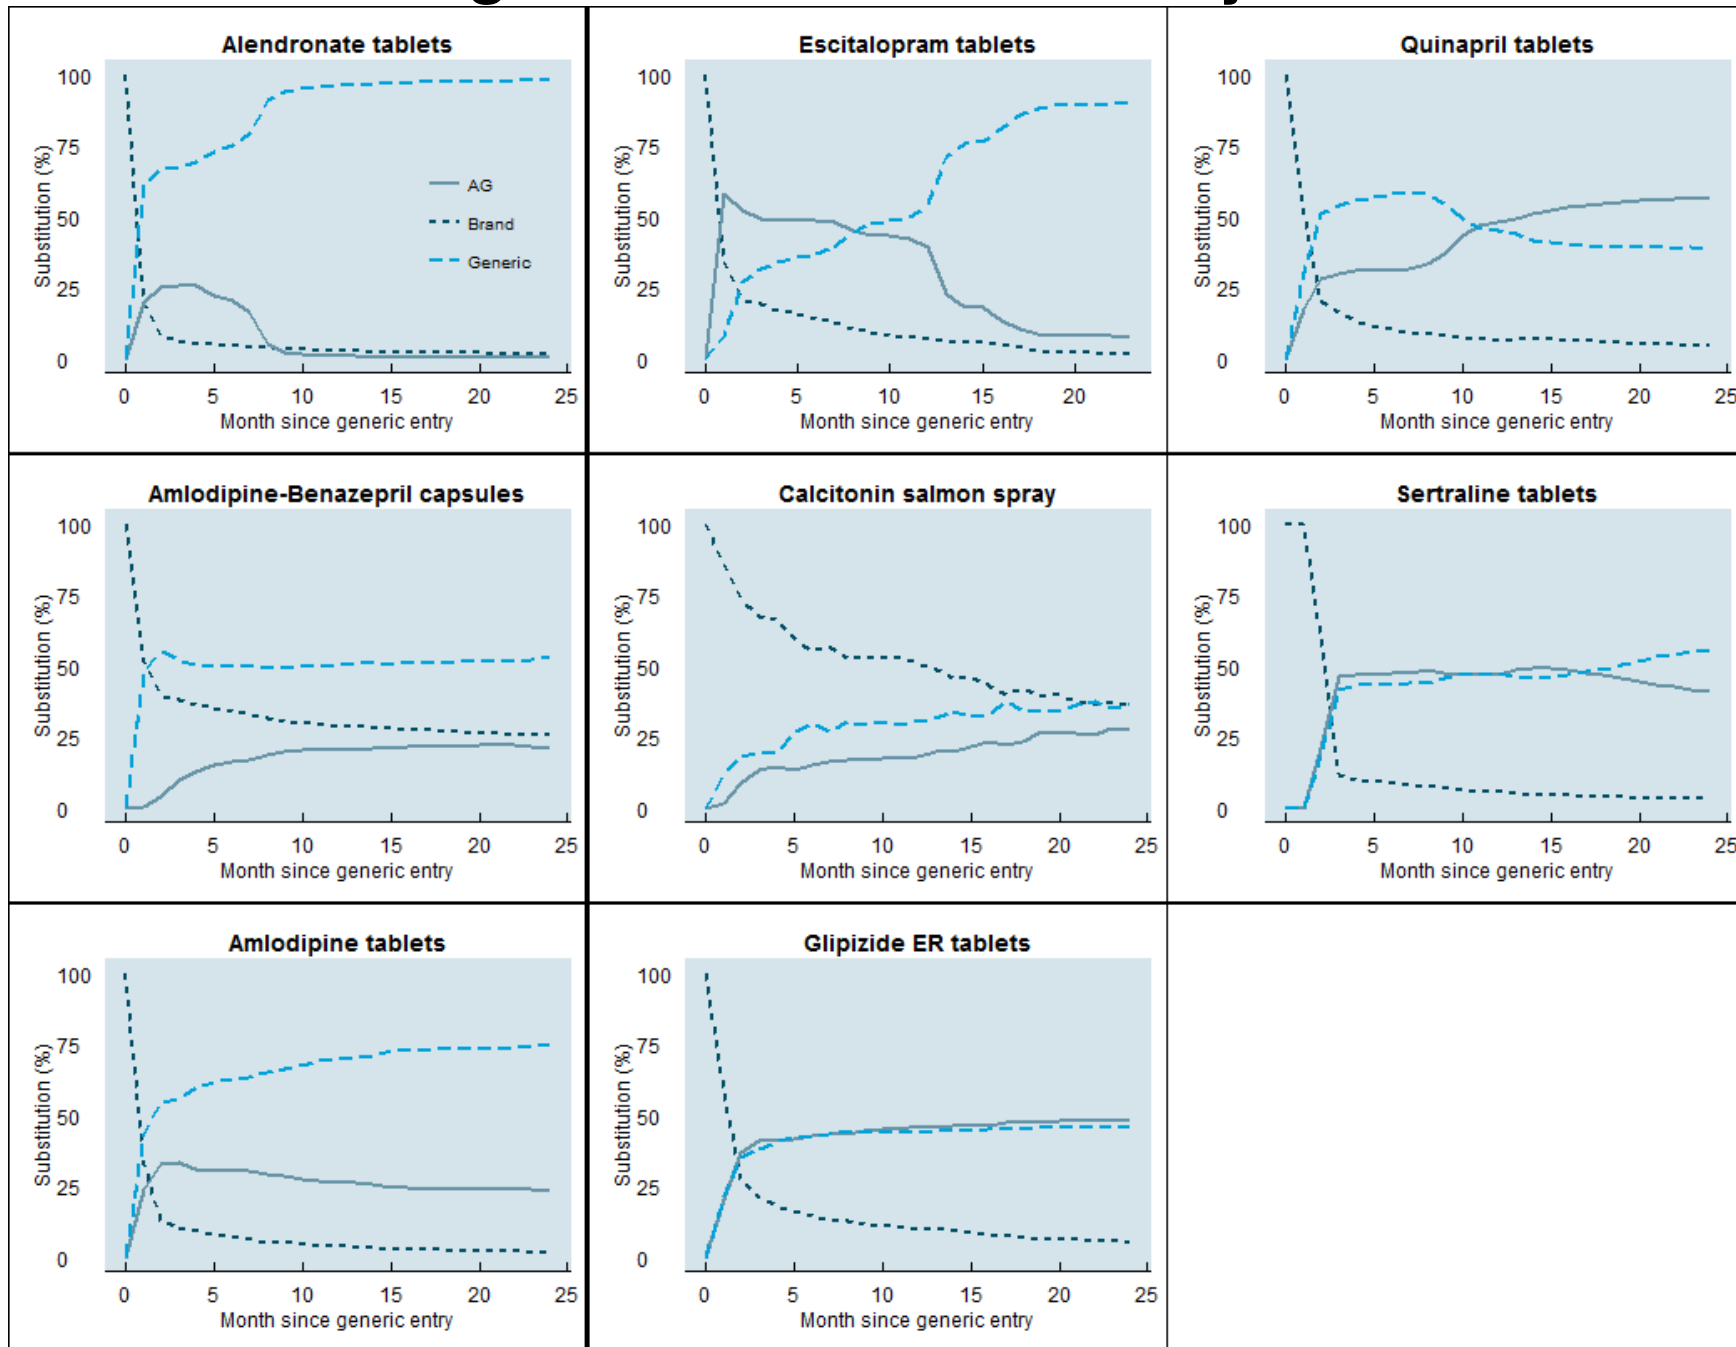 Alendronate tablets
Substitution (%)
100
75
50
25
0
AG
Brand
Generic
0 5 10 15 20 25
Month since generic entry
Escitalopram tablets
Substitution (%)
100
75
50
25
0
0 5 10 15 20
Month since generic entry
Quinapril tablets
Substitution (%)
100
75
50
25
0
0 5 10 15 20 25
Month since generic entry
Amlodipine-Benazepril capsules
Substitution (%)
100
75
50
25
0
0 5 10 15 20 25
Month since generic entry
Calcitonin salmon spray
Substitution (%)
100
75
50
25
0
0 5 10 15 20 25
Month since generic entry
Sertraline tablets
Substitution (%)
100
75
50
25
0
0 5 10 15 20 25
Month since generic entry
Amlodipine tablets
Substitution (%)
100
75
50
25
0
0 5 10 15 20 25
Month since generic entry
Glipizide ER tablets
Substitution (%)
100
75
50
25
0
0 5 10 15 20 25
Month since generic entry